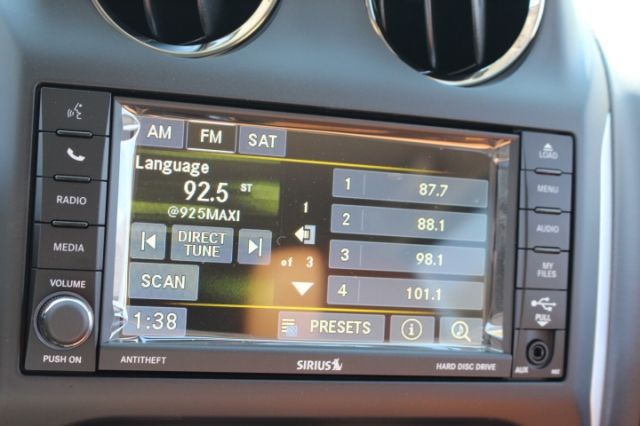 AM FM SAT
Language
92.5 ST
@925MAXI
DIRECT
TUNE
SCAN
1:38
1
of 3
1 87.7
2 88.1
3 98.1
4 101.1
PRESETS
RADIO
MEDIA
VOLUME
PUSH ON
LOAD
MENU
AUDIO
MY
FILES
PULL
AUX
ANTITHEFT
SIRIUS
HARD DISC DRIVE